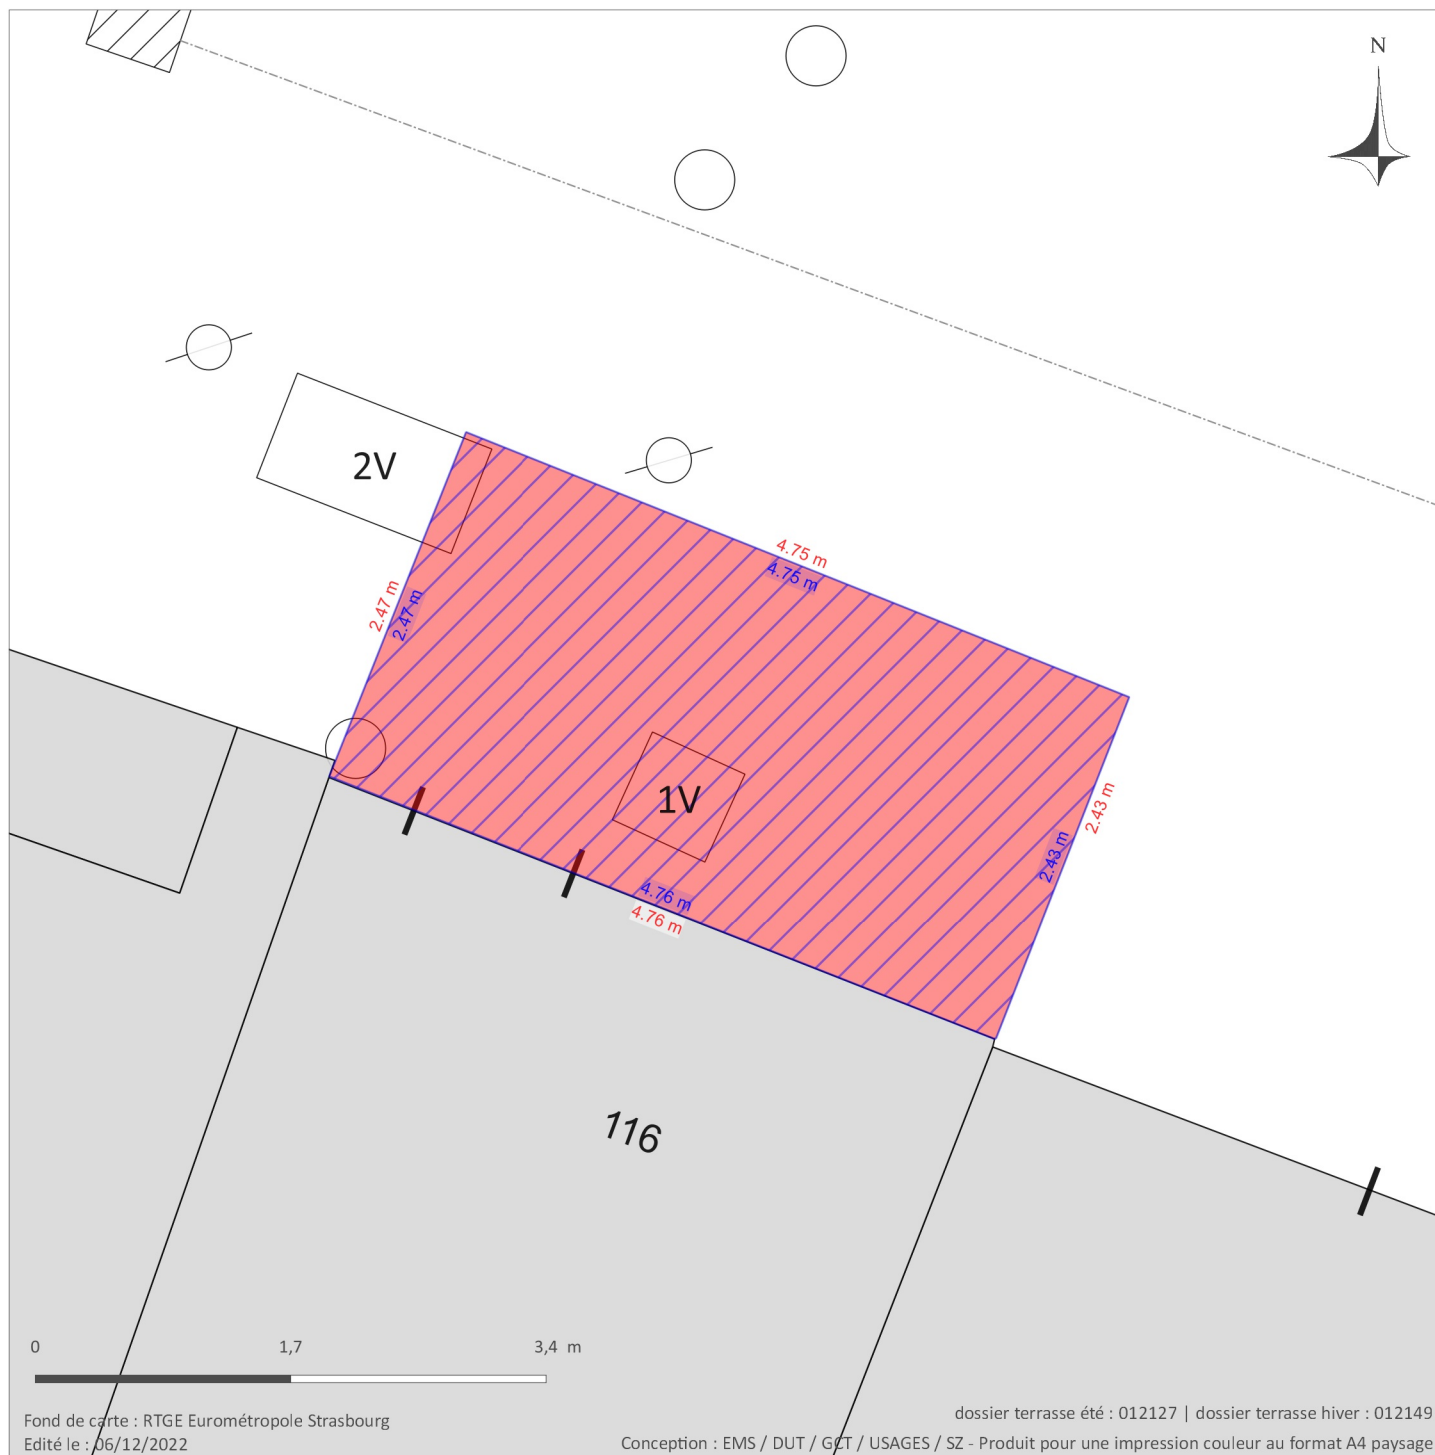 N
2V
4.75 m
4.75 m
2.47 m
2.47 m
1V
2.43 m
2.43 m
4.76 m
4.76 m
116
0 1,7 3,4 m
Fond de carte : RTGE Eurométropole Strasbourg
Edité le : 06/12/2022
dossier terrasse été : 012127 | dossier terrasse hiver : 012149
Conception : EMS / DUT / GCT / USAGES / SZ - Produit pour une impression couleur au format A4 paysage